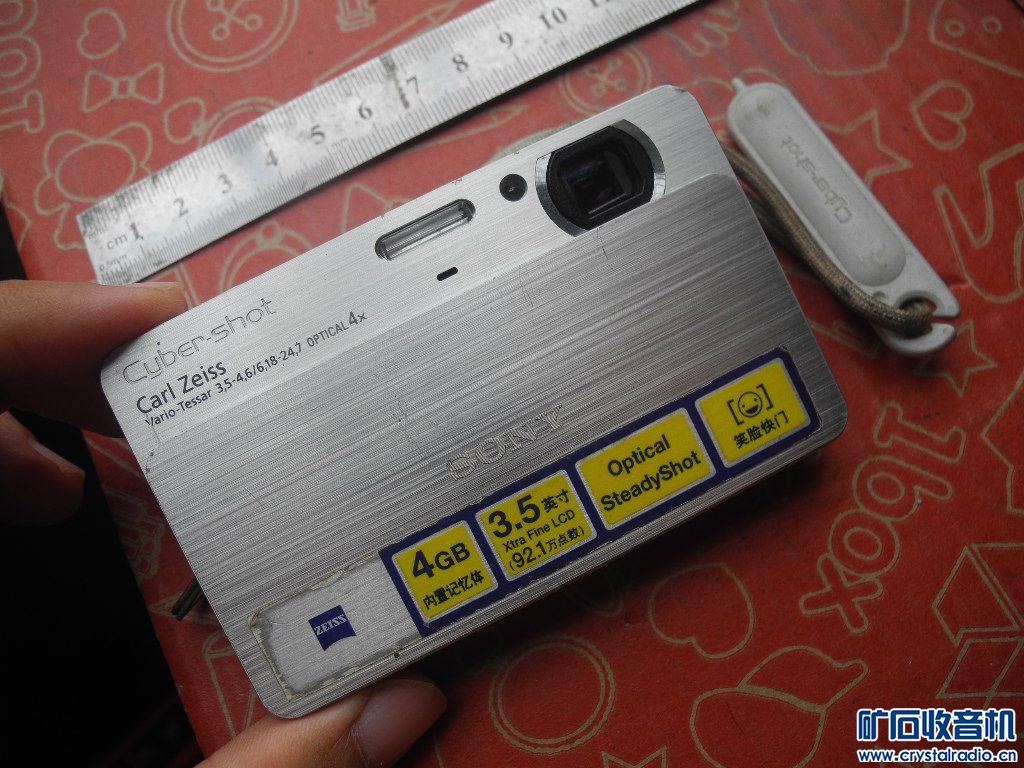 cm 1 2 3 4 5 6 7 8 9 10
Cyber-shot
Cyber-shot
Carl Zeiss
Vario-Tessar 3,5-4,6/6,18-24,7 OPTICAL 4x
SONY
4GB
内置记忆体
3.5英寸
Xtra Fine LCD
(92.1万点数)
Optical
SteadyShot
笑脸快门
ZEISS
100%
100%
矿石收音机
www.crystalradio.cn